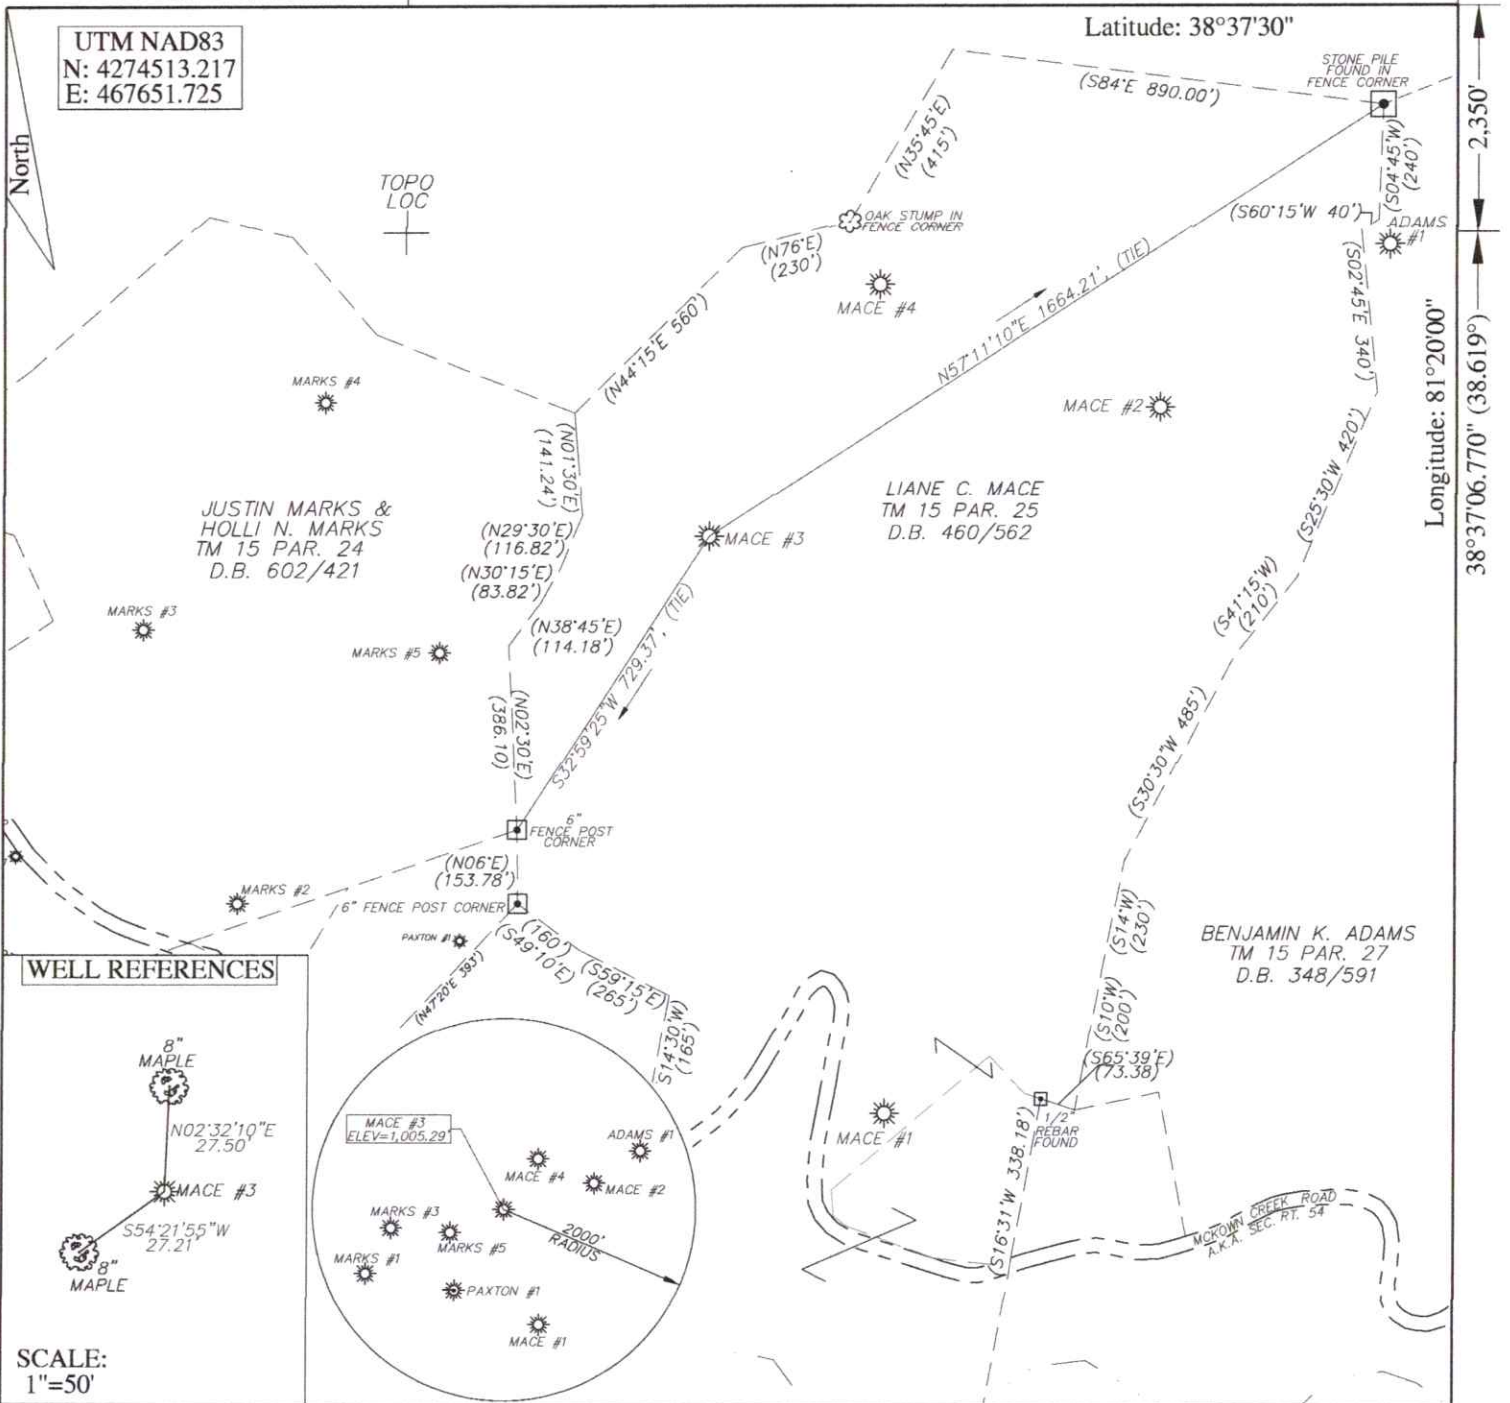 UTM NAD83
N: 4274513.217
E: 467651.725
North
Latitude: 38°37'30"
STONE PILE
FOUND IN
FENCE CORNER
(S84°E 890.00')
2,350'
(N35°45'E)
(415')
(S04°45'W)
(240')
TOPO
LOC
OAK STUMP IN
FENCE CORNER
(S60°15'W 40')
ADAMS
#1
(N76°E)
(230')
N57°11'10"E 1664.21', (TIE)
(S02°45'E 340')
MACE #4
Longitude: 81°20'00"
38°37'06.770" (38.619°)
(N44°15'E 560')
MARKS #4
MACE #2
(N01°30'E)
(141.24')
(S25°30'W 420')
JUSTIN MARKS &
HOLLI N. MARKS
TM 15 PAR. 24
D.B. 602/421
LIANE C. MACE
TM 15 PAR. 25
D.B. 460/562
(N29°30'E)
(116.82')
MACE #3
(N30°15'E)
(83.82')
(S41°15'W)
(210')
MARKS #3
(N38°45'E)
(114.18')
MARKS #5
S32°59'25"W 729.37', (TIE)
(N02°30'E)
(386.10)
(S30°30"W 485')
6"
FENCE POST
CORNER
(N06°E)
(153.78')
MARKS #2
6" FENCE POST CORNER
PAXTON #1
(160')
(S49°10'E)
(S59°15'E)
(265')
(N47°20'E 393')
S14°30'W)
(165')
(S14°W)
(230')
BENJAMIN K. ADAMS
TM 15 PAR. 27
D.B. 348/591
(S10°W)
(200')
(S65°39'E)
(73.38)
1/2"
REBAR
FOUND
MACE #1
(S16°31'W 338.18')
MCKOWN CREEK ROAD
A.K.A. SEC. RT. 54
WELL REFERENCES
8"
MAPLE
N02°32'10"E
27.50'
MACE #3
S54°21'55"W
27.21'
8"
MAPLE
SCALE:
1"=50'
MACE #3
ELEV=1,005.29'
ADAMS #1
MACE #4
MACE #2
MARKS #3
MARKS #5
2000'
RADIUS
MARKS #1
PAXTON #1
MACE #1